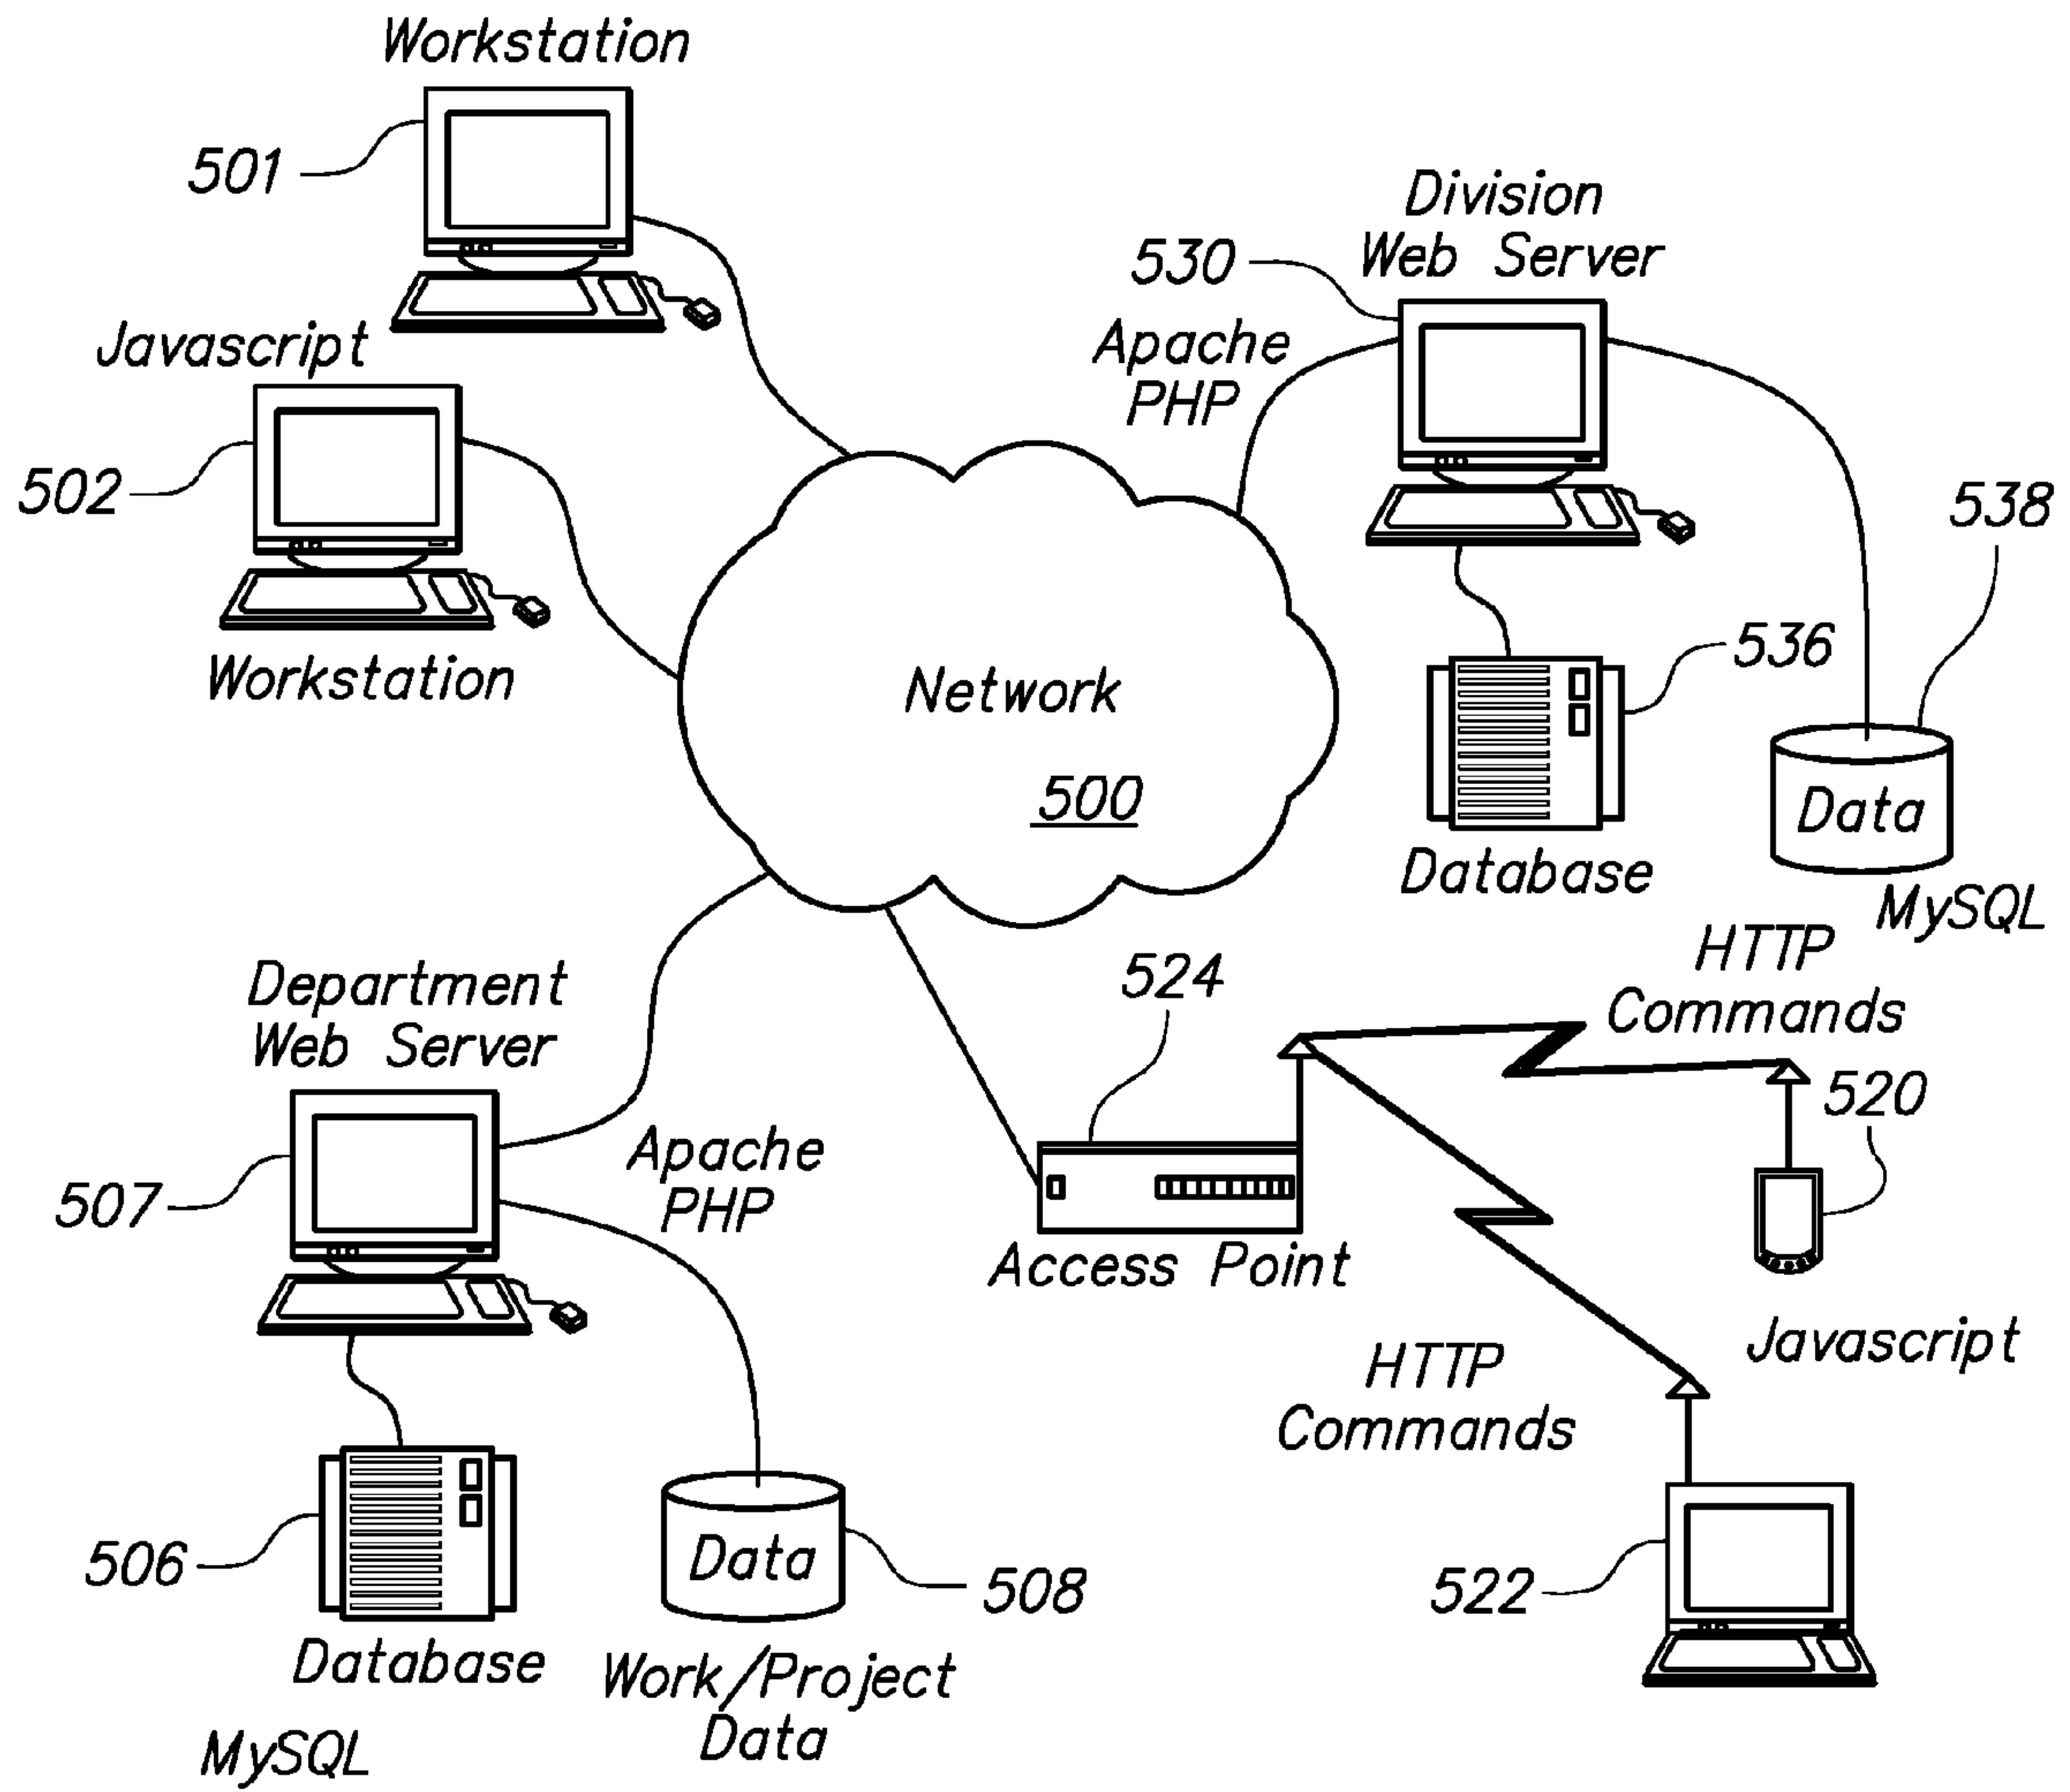 Workstation
501
Javascript
502
Workstation
Division
Web Server
530
Apache
PHP
538
536
Network
500
Data
Database
MySQL
HTTP
Commands
524
520
Department
Web Server
Apache
PHP
507
Access Point
Javascript
HTTP
Commands
506
Data
508
522
Database
Work/Project
Data
MySQL